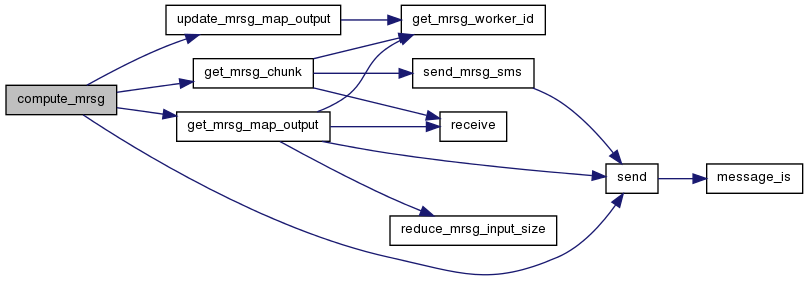 update_mrsg_map_output
get_mrsg_worker_id
get_mrsg_chunk
send_mrsg_sms
compute_mrsg
get_mrsg_map_output
receive
send
message_is
reduce_mrsg_input_size